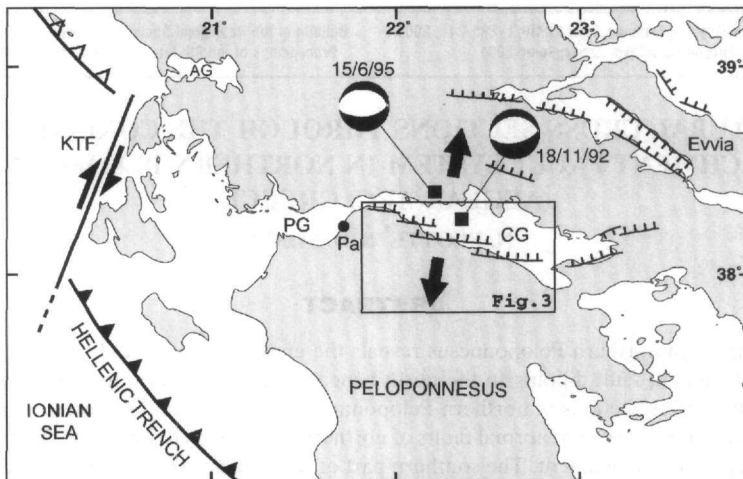 21
22
23
39
AG
15/6/95
KTF
Evvia
18/11/92
PG
Pa
CG
38
Fig.3
HELLENIC TRENCH
PELOPONNESUS
IONIAN
SEA